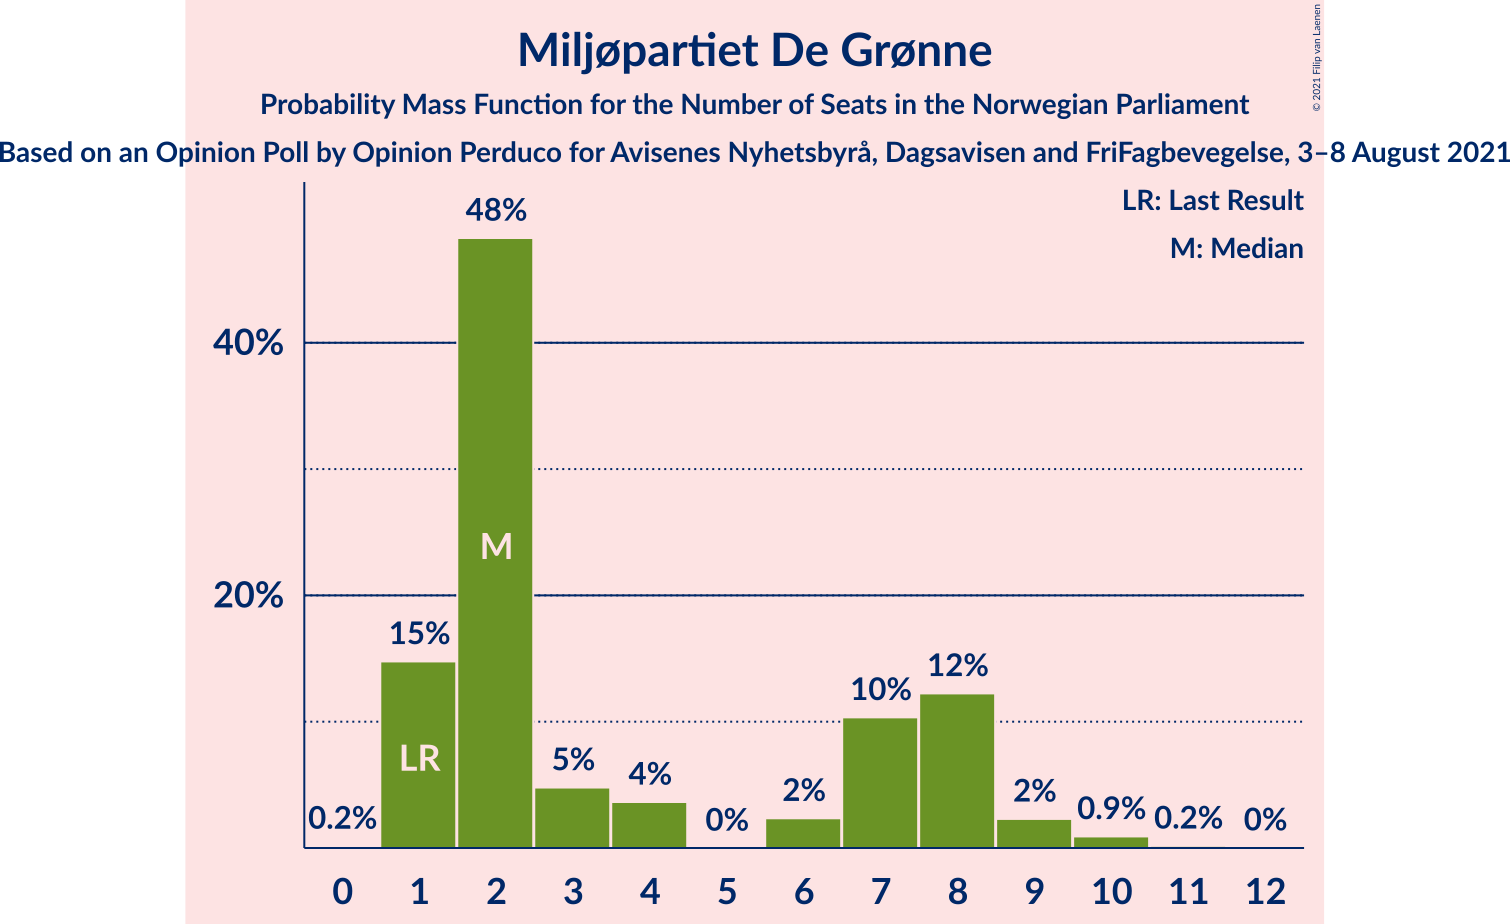 Miljøpartiet De Grønne
Probability Mass Function for the Number of Seats in the Norwegian Parliament
Based on an Opinion Poll by Opinion Perduco for Avisenes Nyhetsbyrå, Dagsavisen and FriFagbevegelse, 3–8 August 2021
© 2021 Filip van Laenen
LR: Last Result
M: Median
48%
40%
M
20%
15%
12%
10%
LR
5%
4%
2%
2%
0.9%
0.2%
0%
0.2%
0%
0 1 2 3 4 5 6 7 8 9 10 11 12